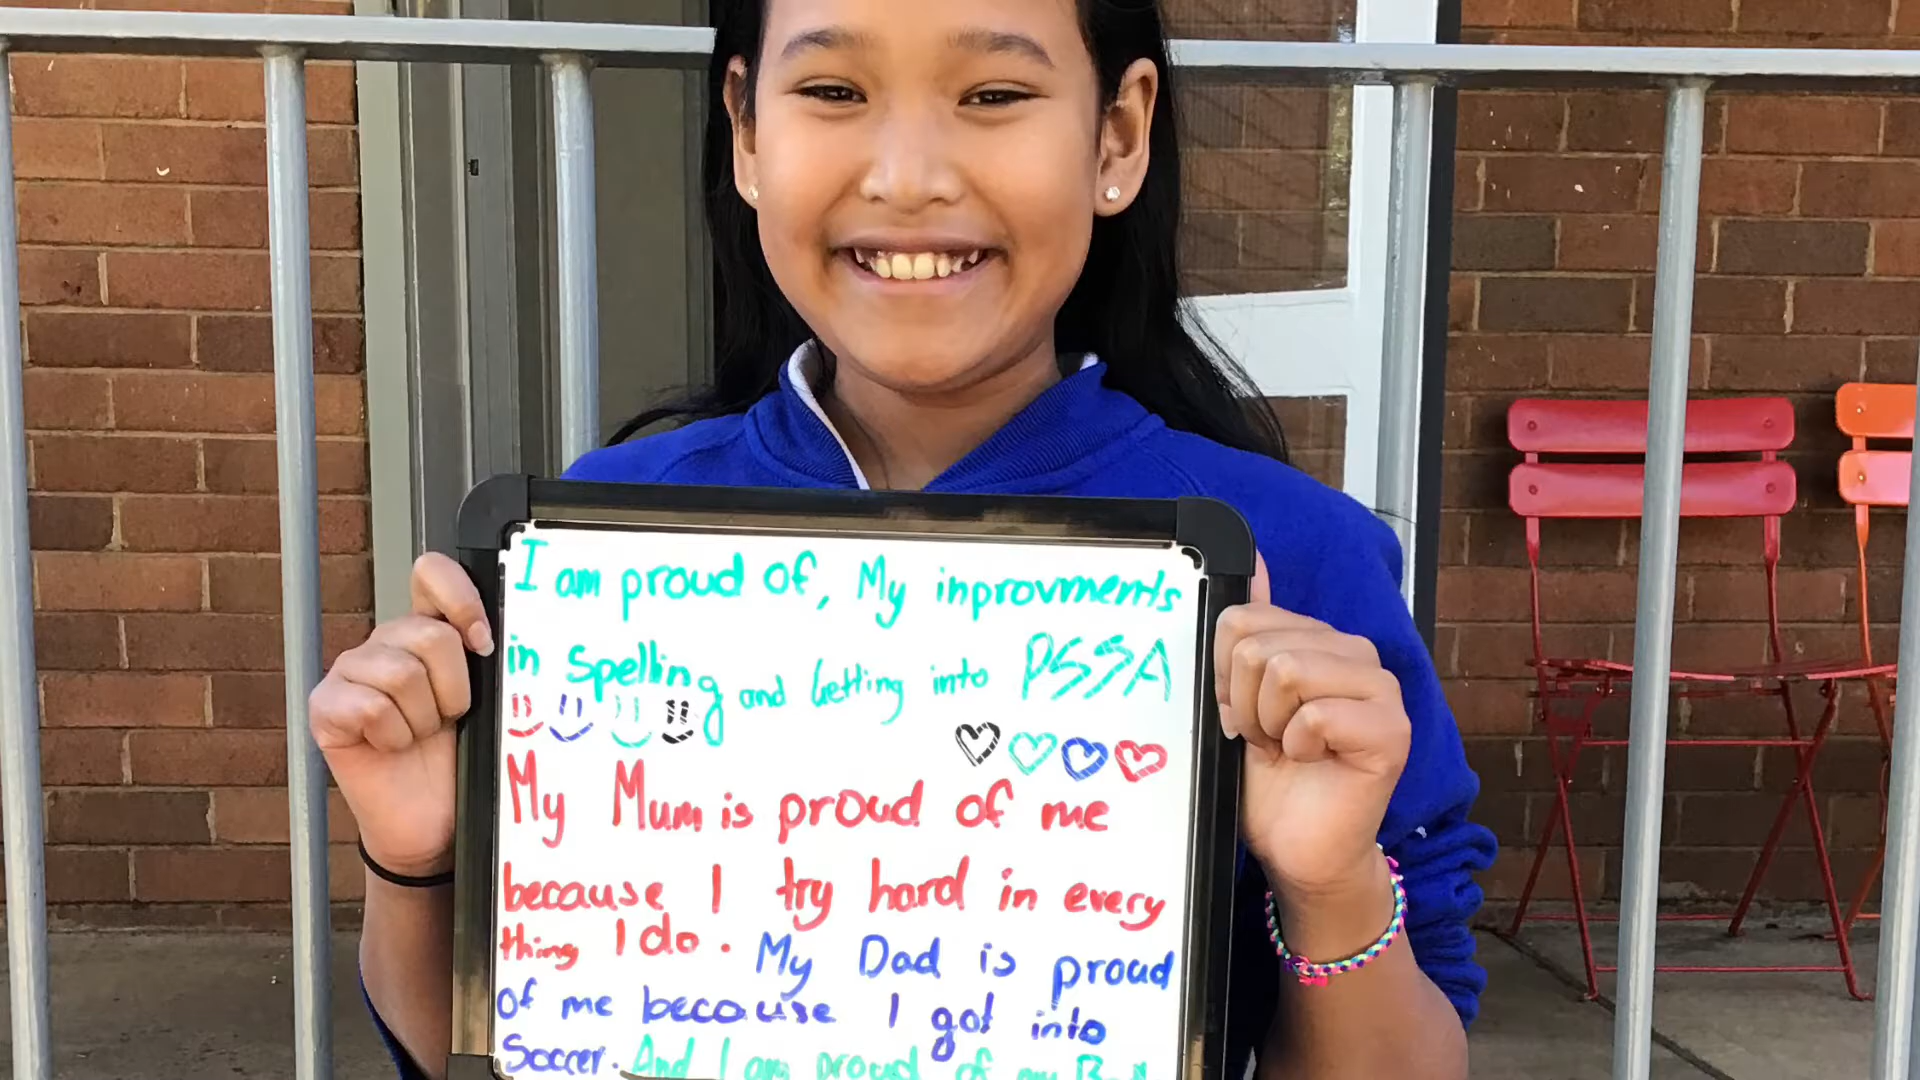 I am proud of, My inprovments
in Spelling and Getting into PSSA
My Mum is proud of me
because I try hard in every
thing I do. My Dad is proud
of me because I got into
Soccer. And I am proud of my